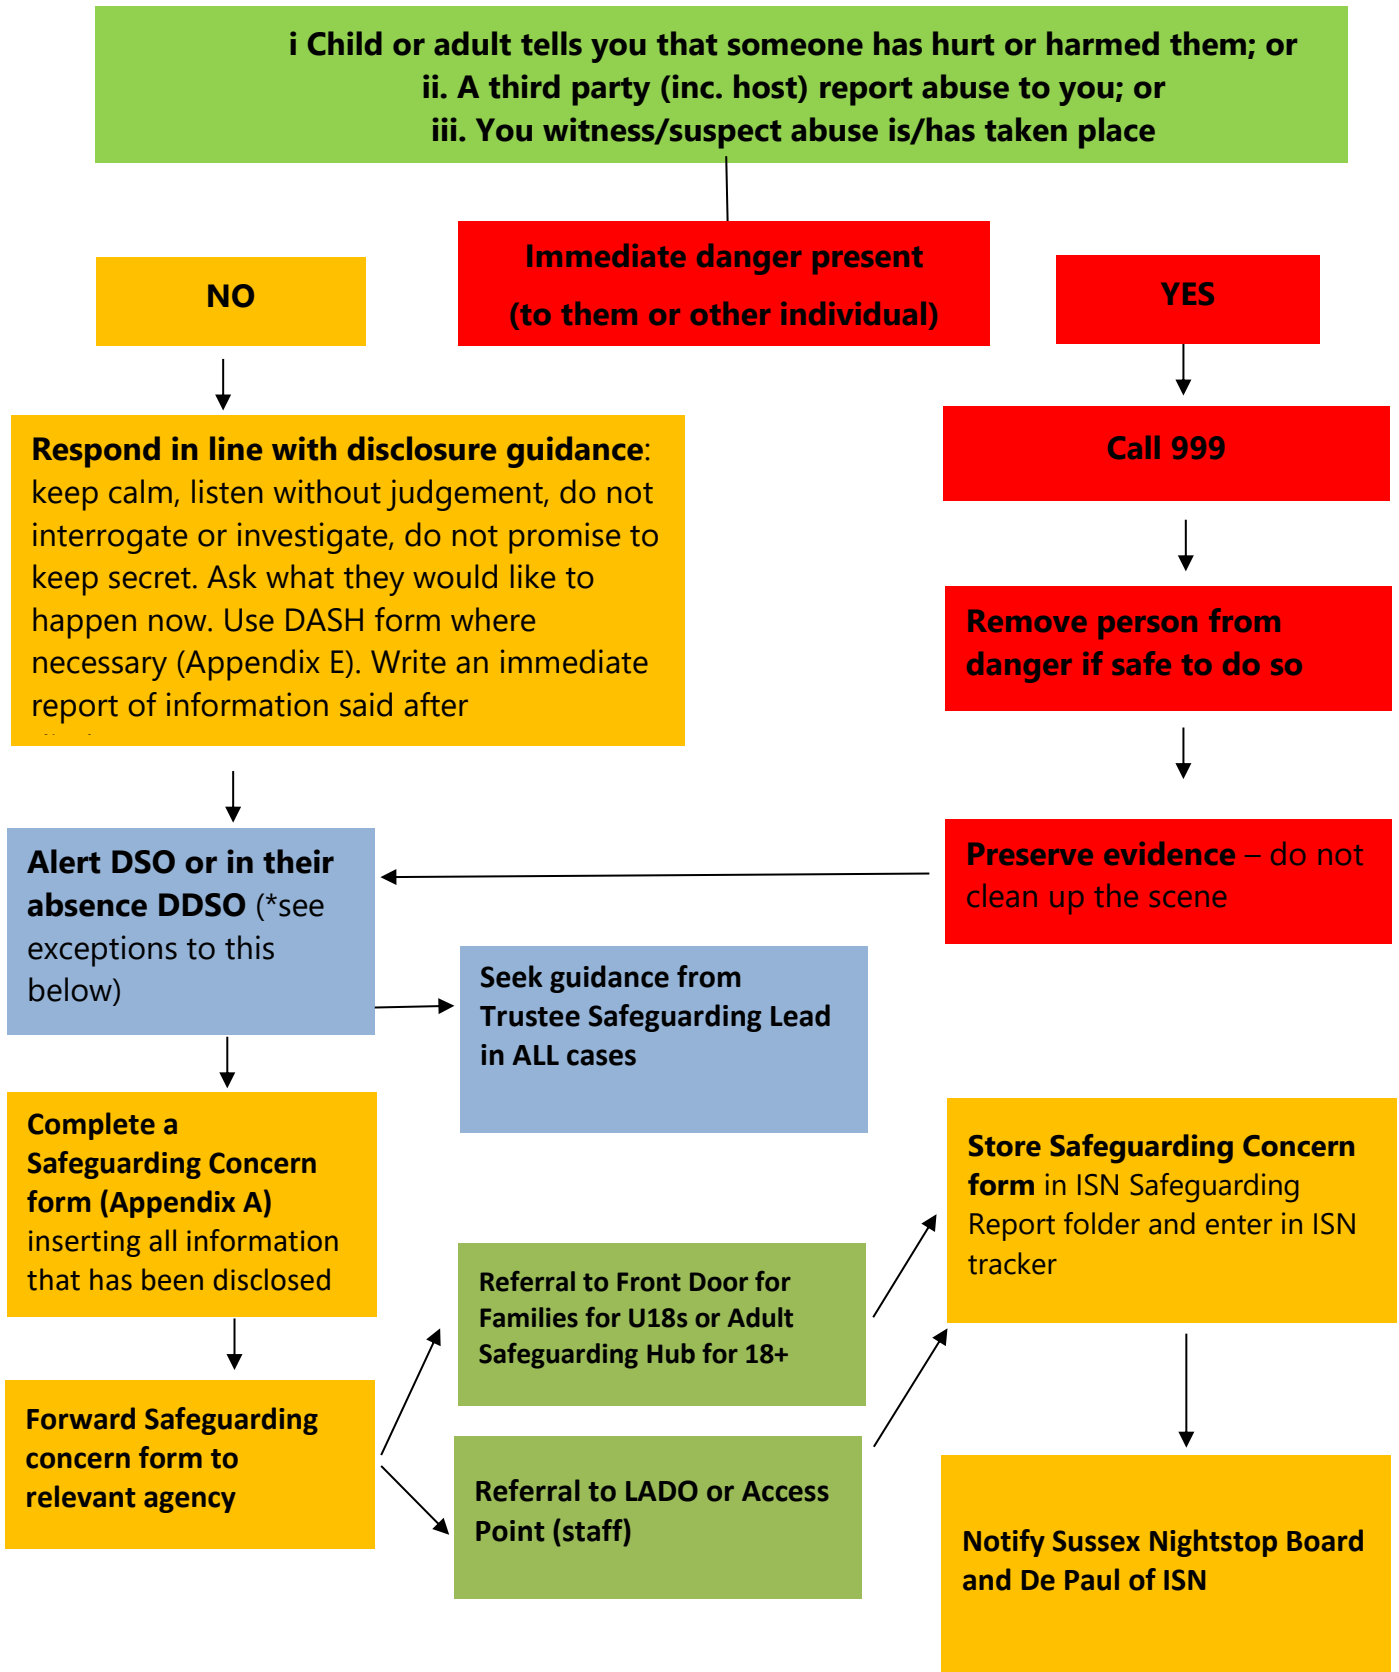 i Child or adult tells you that someone has hurt or harmed them; or
ii. A third party (inc. host) report abuse to you; or
iii. You witness/suspect abuse is/has taken place
Immediate danger present
(to them or other individual)
NO
YES
Respond in line with disclosure guidance:
keep calm, listen without judgement, do not
interrogate or investigate, do not promise to
keep secret. Ask what they would like to
happen now. Use DASH form where
necessary (Appendix E). Write an immediate
report of information said after
Call 999
Remove person from
danger if safe to do so
Preserve evidence – do not
clean up the scene
Alert DSO or in their
absence DDSO (*see
exceptions to this
below)
Seek guidance from
Trustee Safeguarding Lead
in ALL cases
Complete a
Safeguarding Concern
form (Appendix A)
inserting all information
that has been disclosed
Forward Safeguarding
concern form to
relevant agency
Referral to Front Door for
Families for U18s or Adult
Safeguarding Hub for 18+
Referral to LADO or Access
Point (staff)
Store Safeguarding Concern
form in ISN Safeguarding
Report folder and enter in ISN
tracker
Notify Sussex Nightstop Board
and De Paul of ISN